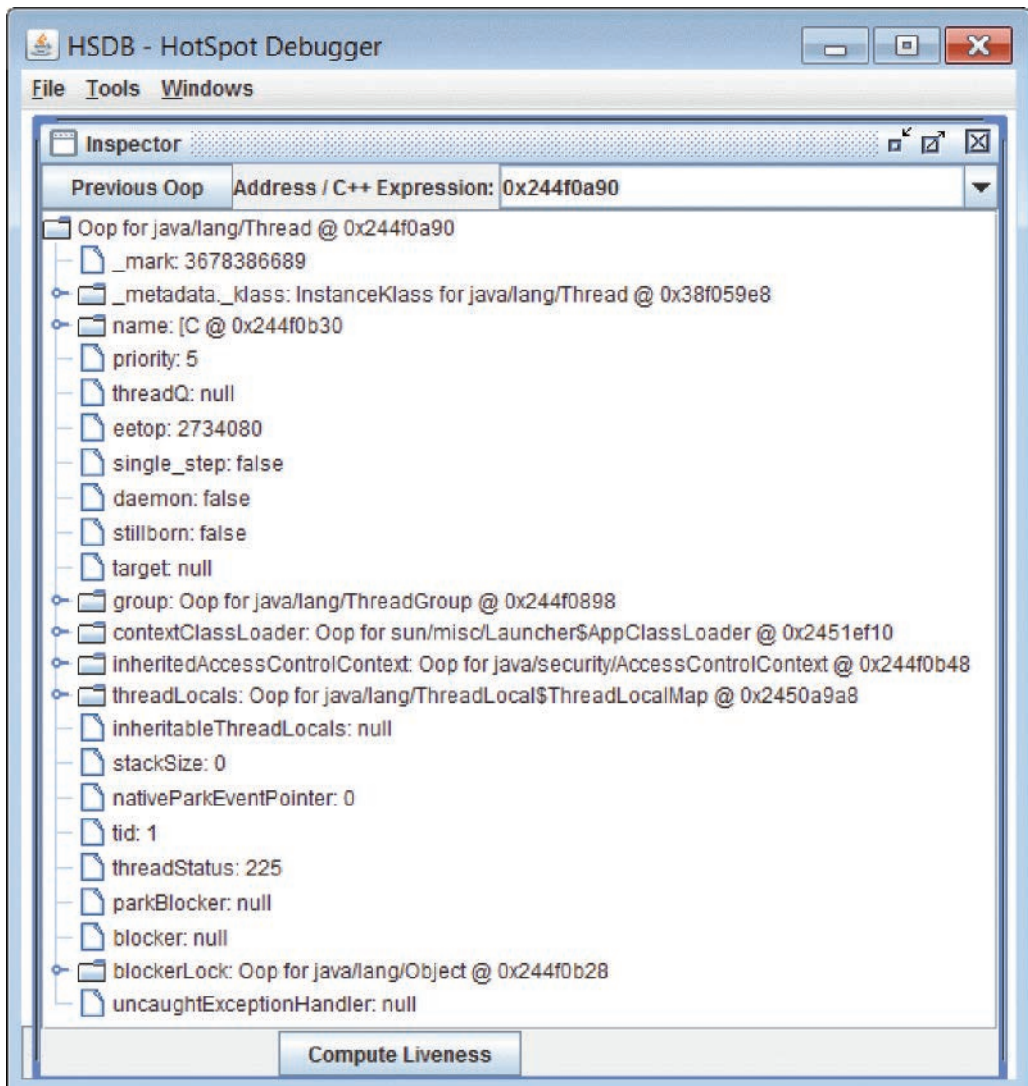 HSDB - HotSpot Debugger
File Tools Windows
Inspector
Previous Oop Address / C++ Expression: 0x244f0a90
Oop for java/lang/Thread @ 0x244f0a90
_mark: 3678386689
_metadata._klass: InstanceKlass for java/lang/Thread @ 0x38f059e8
name: [C @ 0x244f0b30
priority: 5
threadQ: null
eetop: 2734080
single_step: false
daemon: false
stillborn: false
target: null
group: Oop for java/lang/ThreadGroup @ 0x244f0898
contextClassLoader: Oop for sun/misc/Launcher$AppClassLoader @ 0x2451ef10
inheritedAccessControlContext: Oop for java/security/AccessControlContext @ 0x244f0b48
threadLocals: Oop for java/lang/ThreadLocal$ThreadLocalMap @ 0x2450a9a8
inheritableThreadLocals: null
stackSize: 0
nativeParkEventPointer: 0
tid: 1
threadStatus: 225
parkBlocker: null
blocker: null
blockerLock: Oop for java/lang/Object @ 0x244f0b28
uncaughtExceptionHandler: null
Compute Liveness